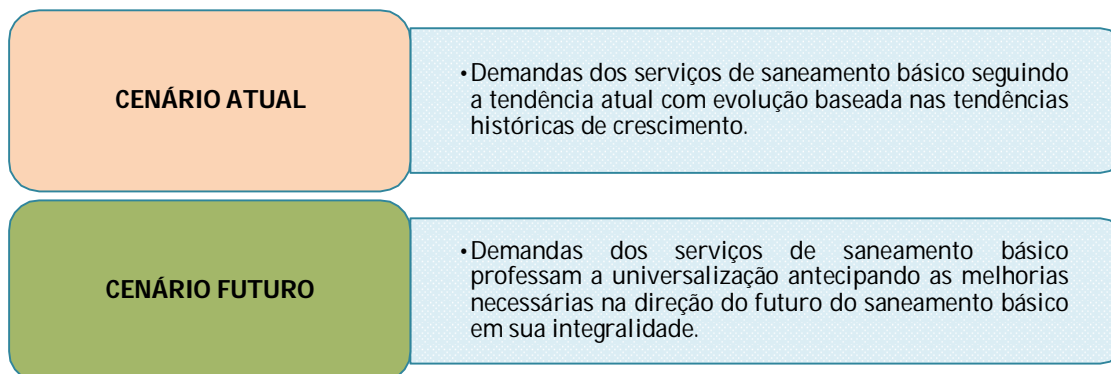 CENÁRIO ATUAL
•Demandas dos serviços de saneamento básico seguindo
a tendência atual com evolução baseada nas tendências
históricas de crescimento.
CENÁRIO FUTURO
•Demandas dos serviços de saneamento básico
professam a universalização antecipando as melhorias
necessárias na direção do futuro do saneamento básico
em sua integralidade.